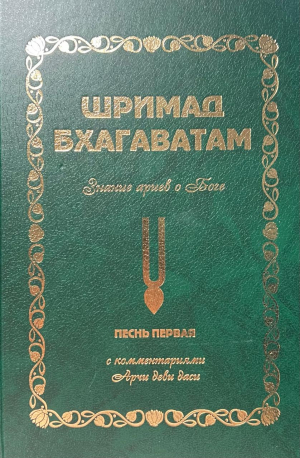 ШРИМАД
БХАГАВАТАМ
Знание ариев о Боге
ПЕСНЬ ПЕРВАЯ
с комментариями
Арчи деви даси